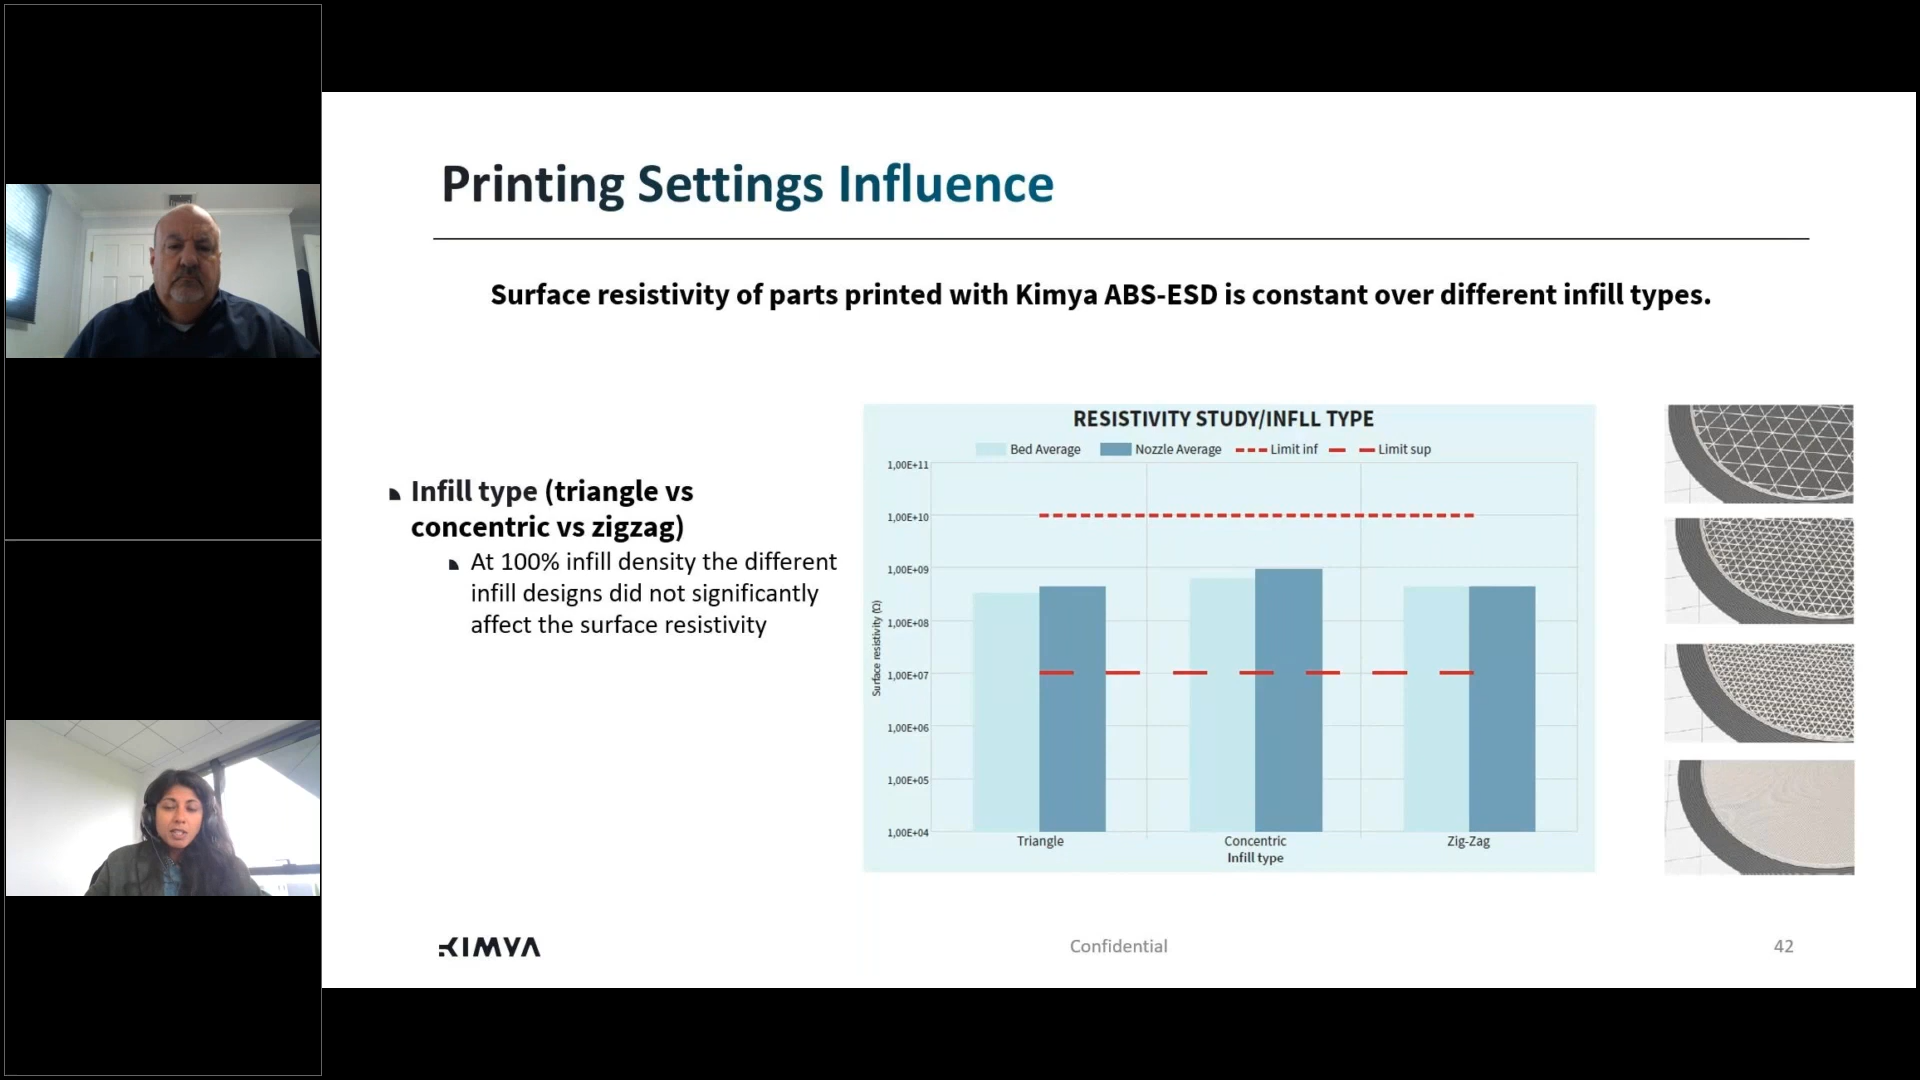 Printing Settings Influence
Surface resistivity of parts printed with Kimya ABS-ESD is constant over different infill types.
Infill type (triangle vs
concentric vs zigzag)
At 100% infill density the different
infill designs did not significantly
affect the surface resistivity
RESISTIVITY STUDY/INFLL TYPE
Bed Average Nozzle Average Limit inf Limit sup
Surface resistivity (Ω)
1,00E+11
1,00E+10
1,00E+09
1,00E+08
1,00E+07
1,00E+06
1,00E+05
1,00E+04
Triangle Concentric Zig-Zag
Infill type
KIMYA
Confidential
42